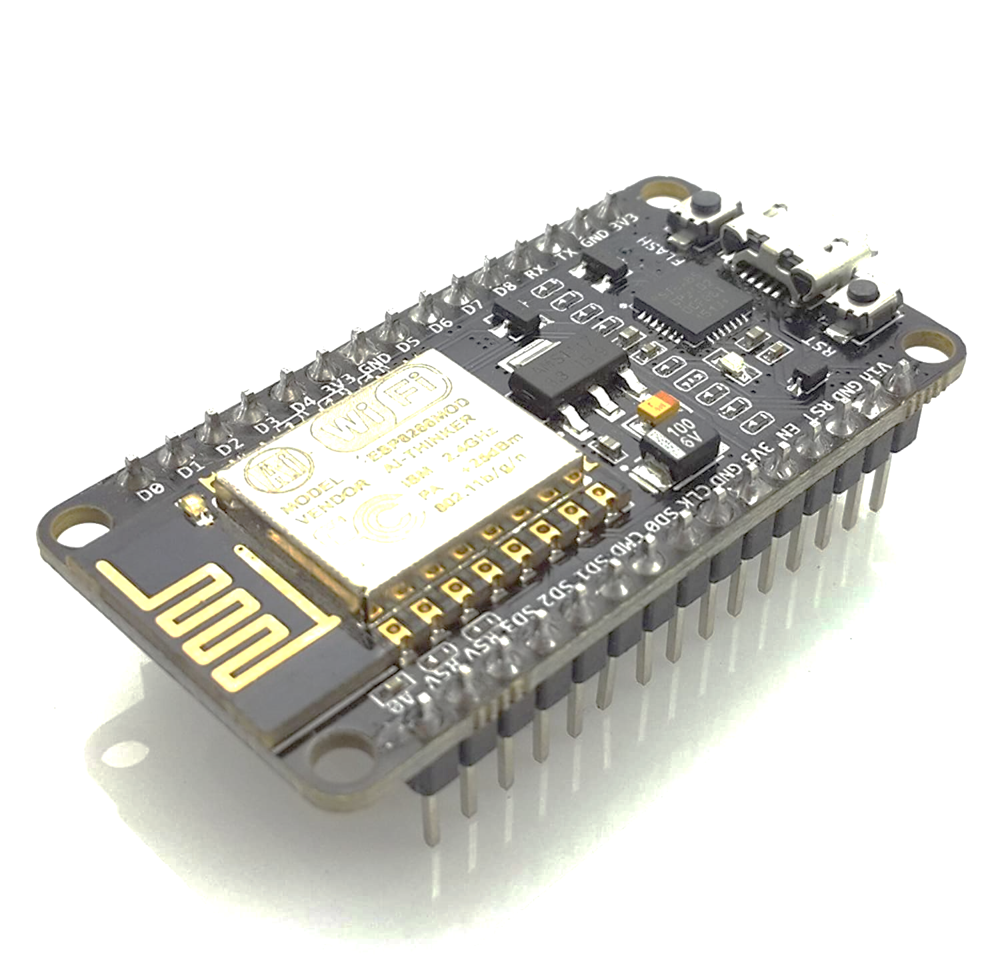 FLASH
RST
3V3
GND
TX
RX
D8
D7
D6
D5
GND
3V3
D4
D3
D2
D1
D0
Vin
GND
RST
EN
3V3
GND
CLK
SD0
CMD
SD1
SD2
SD3
RSV
RSV
A0
100
6V
WiFi
MODEL
VENDOR AI-THINKER
ISM 2.4GHz
PA +25dBm
802.11b/g/n